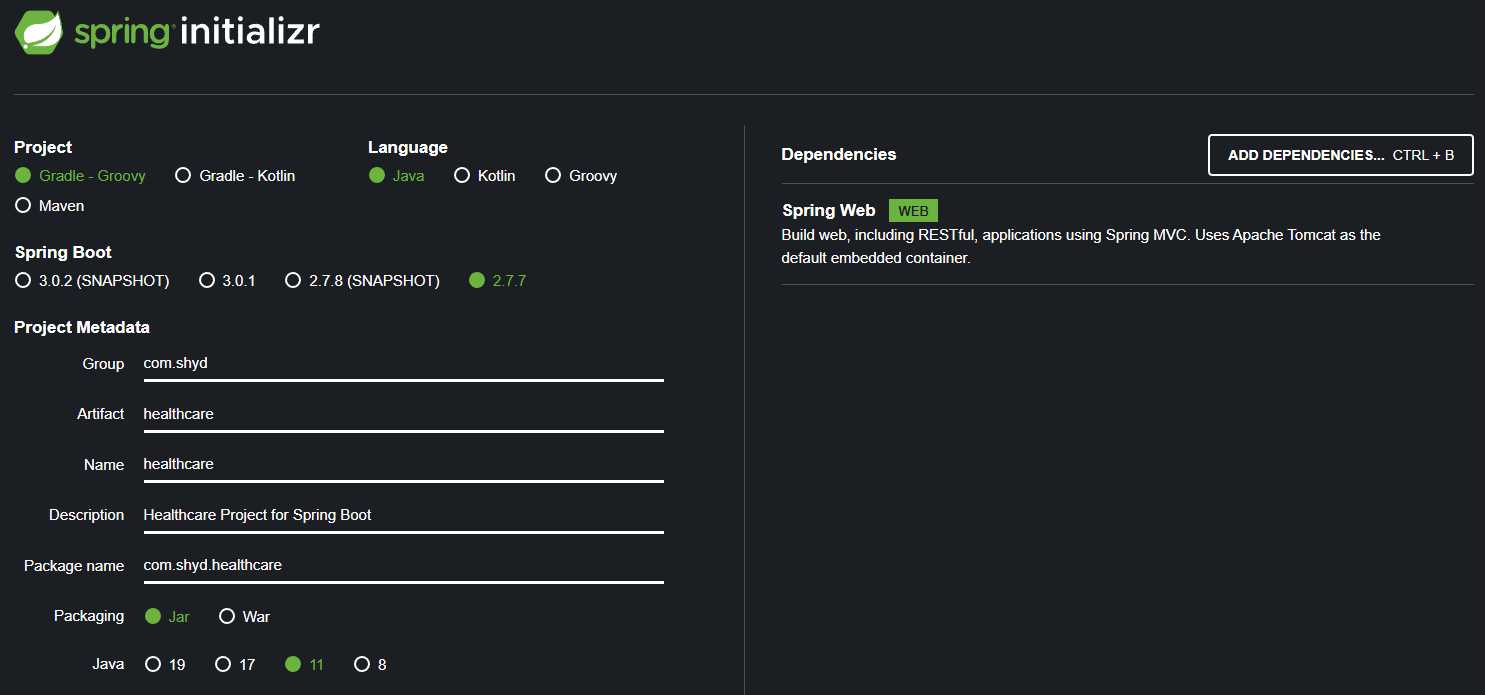 spring initializr
Project
Gradle - Groovy
Gradle - Kotlin
Maven
Language
Java
Kotlin
Groovy
Spring Boot
3.0.2 (SNAPSHOT)
3.0.1
2.7.8 (SNAPSHOT)
2.7.7
Project Metadata
Group com.shyd
Artifact healthcare
Name healthcare
Description Healthcare Project for Spring Boot
Package name com.shyd.healthcare
Packaging Jar War
Java 19 17 11 8
Dependencies
ADD DEPENDENCIES... CTRL + B
Spring Web WEB
Build web, including RESTful, applications using Spring MVC. Uses Apache Tomcat as the
default embedded container.